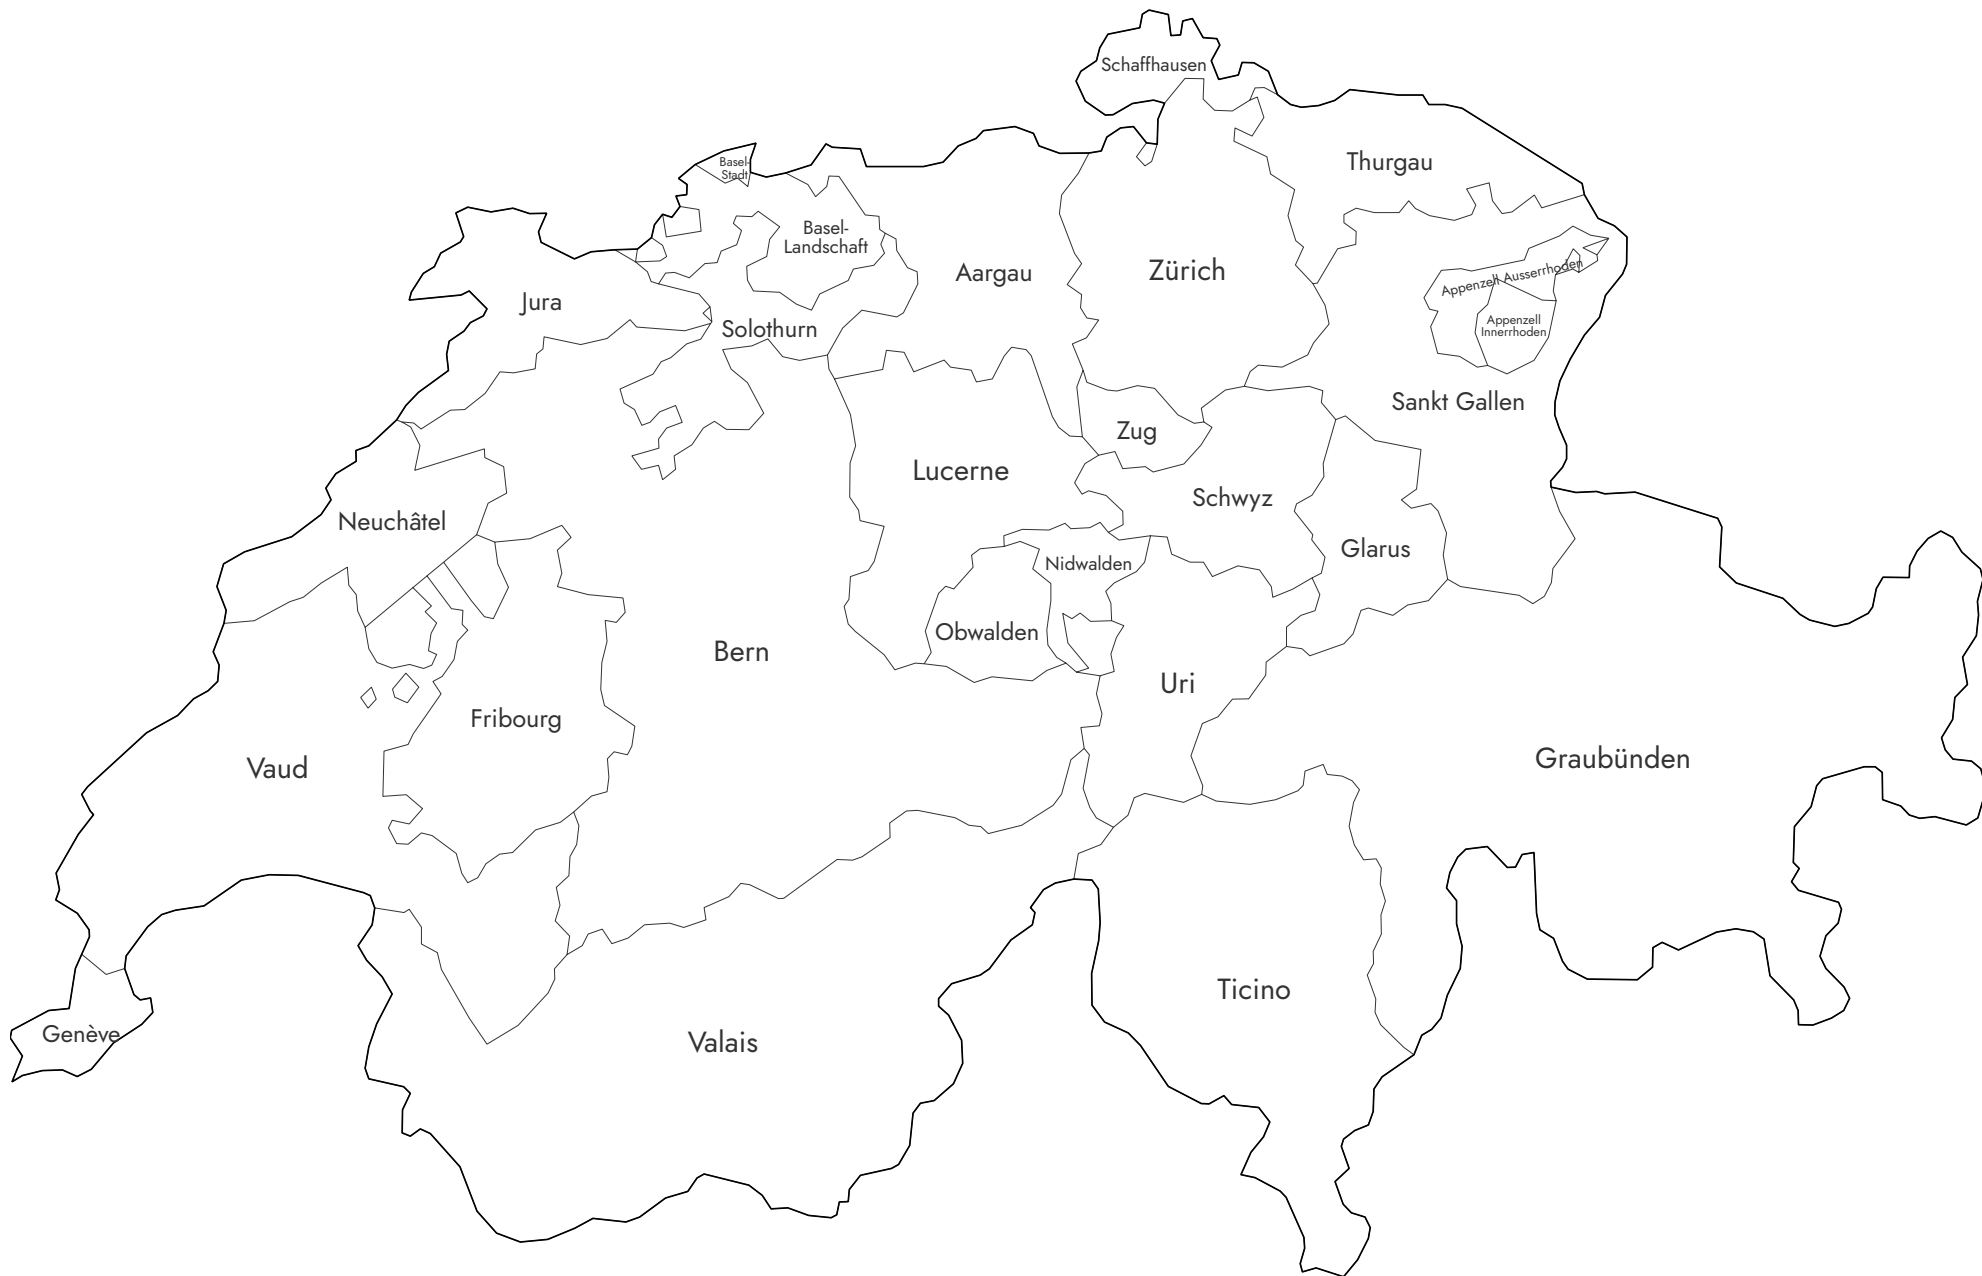 Schaffhausen
Basel-
Stadt
Thurgau
Basel-
Landschaft
Aargau
Zürich
Appenzell Ausserrhoden
Jura
Solothurn
Appenzell
Innerrhoden
Sankt Gallen
Zug
Lucerne
Schwyz
Neuchâtel
Glarus
Nidwalden
Obwalden
Bern
Uri
Fribourg
Graubünden
Vaud
Ticino
Genève
Valais